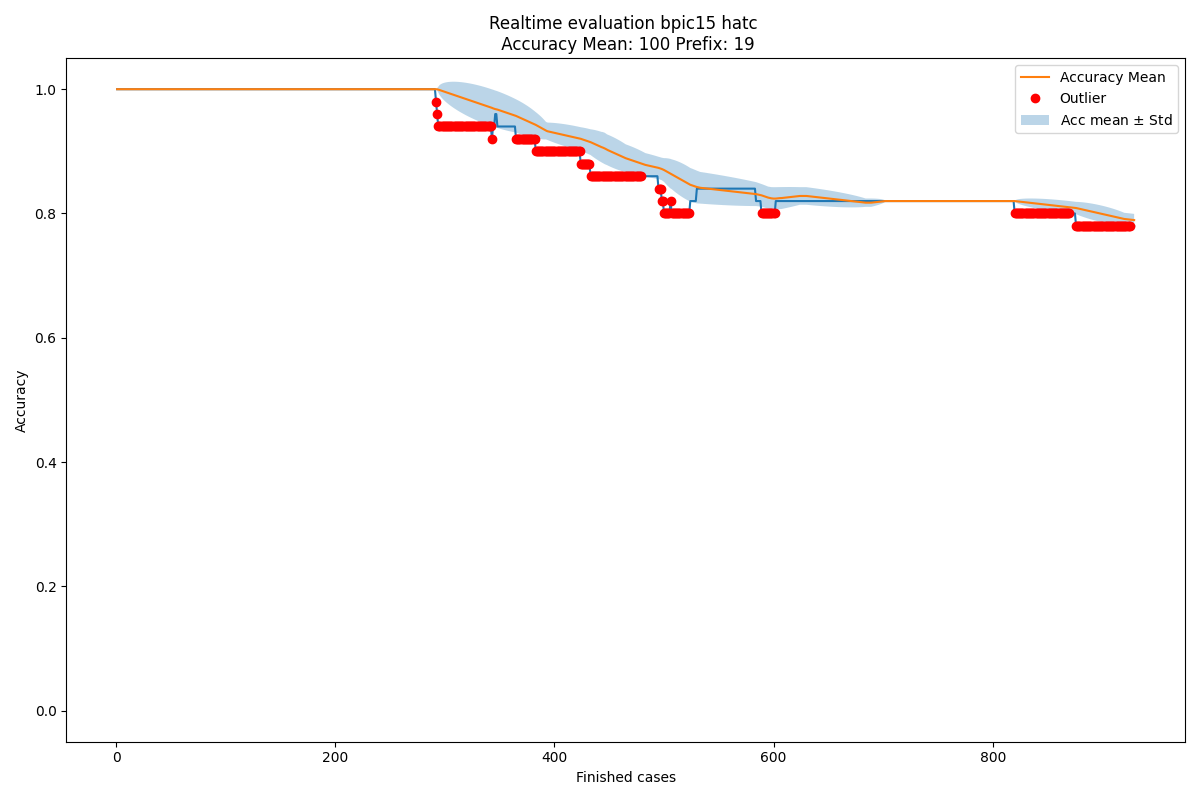 Realtime evaluation bpic15 hatc
Accuracy Mean: 100 Prefix: 19
Accuracy Mean
Outlier
Acc mean ± Std
1.0
0.8
0.6
0.4
0.2
0.0
Accuracy
0 200 400 600 800
Finished cases